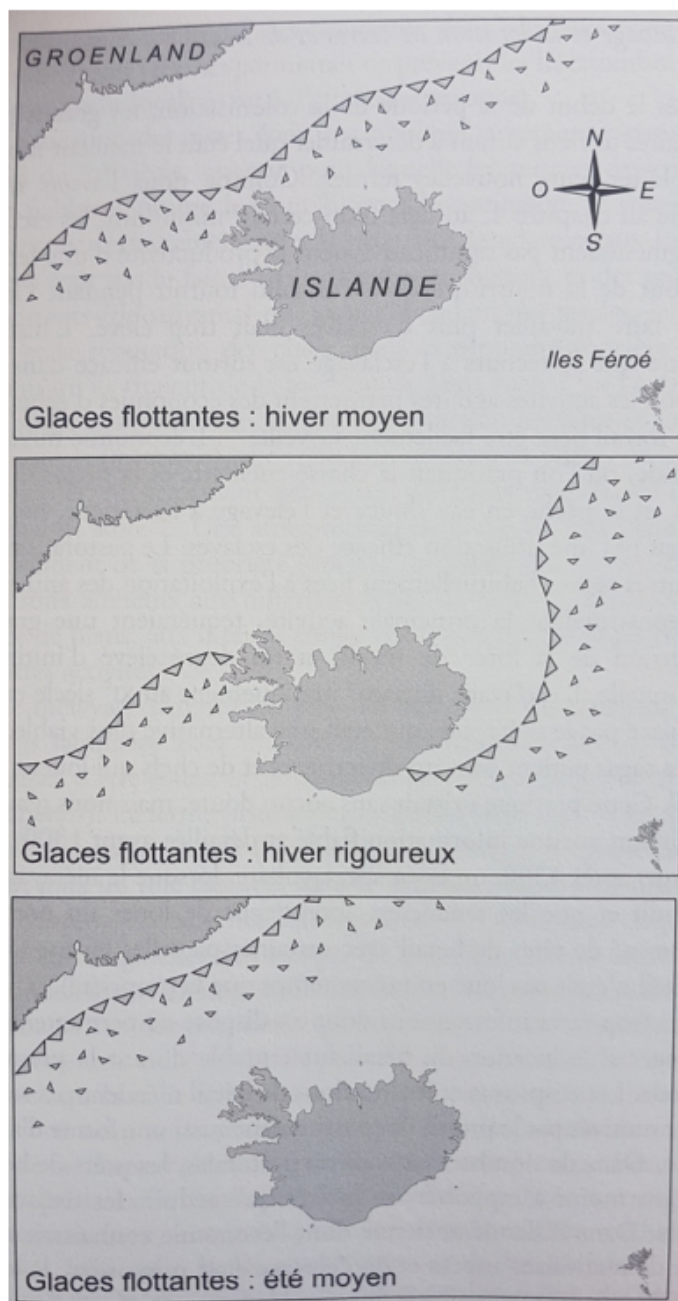 GROENLAND
N
O E
S
ISLANDE
Iles Féroé
Glaces flottantes : hiver moyen
Glaces flottantes : hiver rigoureux
Glaces flottantes : été moyen